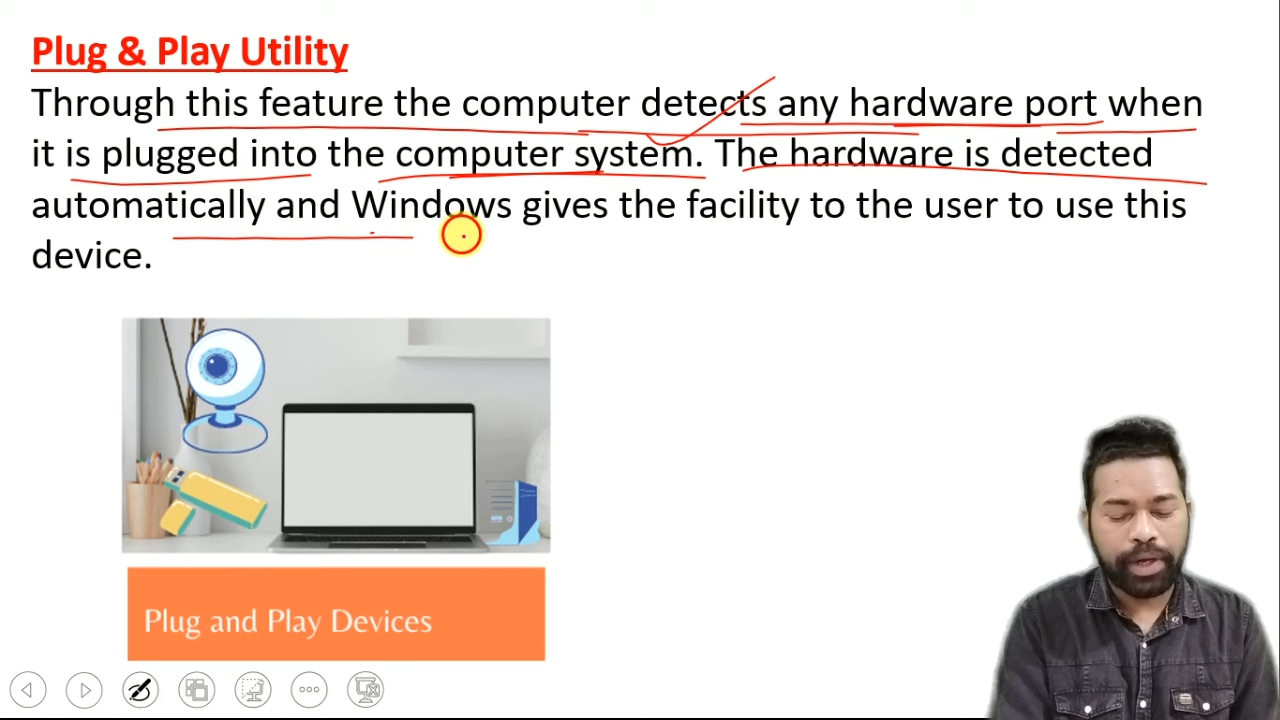 Plug & Play Utility
Through this feature the computer detects any hardware port when
it is plugged into the computer system. The hardware is detected
automatically and Windows gives the facility to the user to use this
device.
Plug and Play Devices